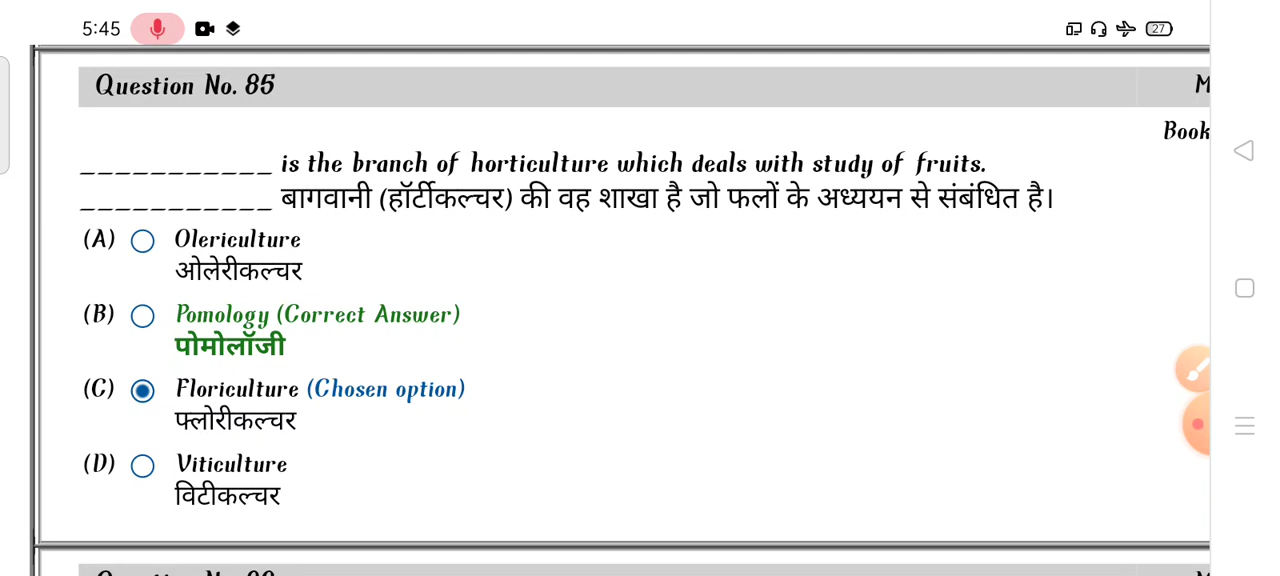 5:45
27
Question No. 85
Book
____________ is the branch of horticulture which deals with study of fruits.
____________ बागवानी (हॉर्टीकल्चर) की वह शाखा है जो फलों के अध्ययन से संबंधित है।
(A) Olericulture
ओलेरीकल्चर
(B) Pomology (Correct Answer)
पोमोलॉजी
(C) Floriculture (Chosen option)
फ्लोरीकल्चर
(D) Viticulture
विटीकल्चर